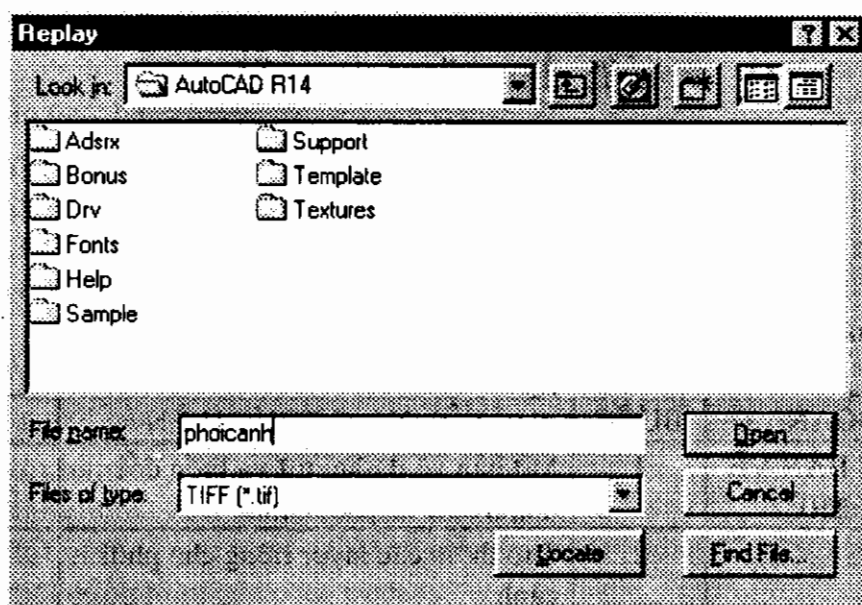 Replay
Look in: AutoCAD R14
Adsrx Support
Bonus Template
Drv Textures
Fonts
Help
Sample
File name: phoicanh Open
Files of type: TIFF (*.tif) Cancel
Locate Find File...